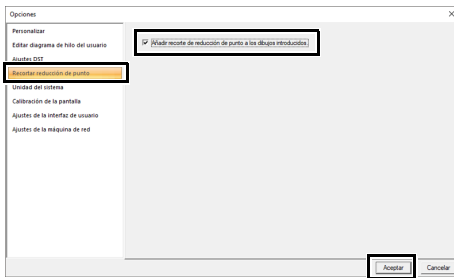 Opciones
Personalizar
Editar diagrama de hilo del usuario
Ajustes DST
Recortar reducción de punto
Unidad del sistema
Calibración de la pantalla
Ajustes de la interfaz de usuario
Ajustes de la máquina de red
Añadir recorte de reducción de punto a los dibujos introducidos.
Aceptar
Cancelar